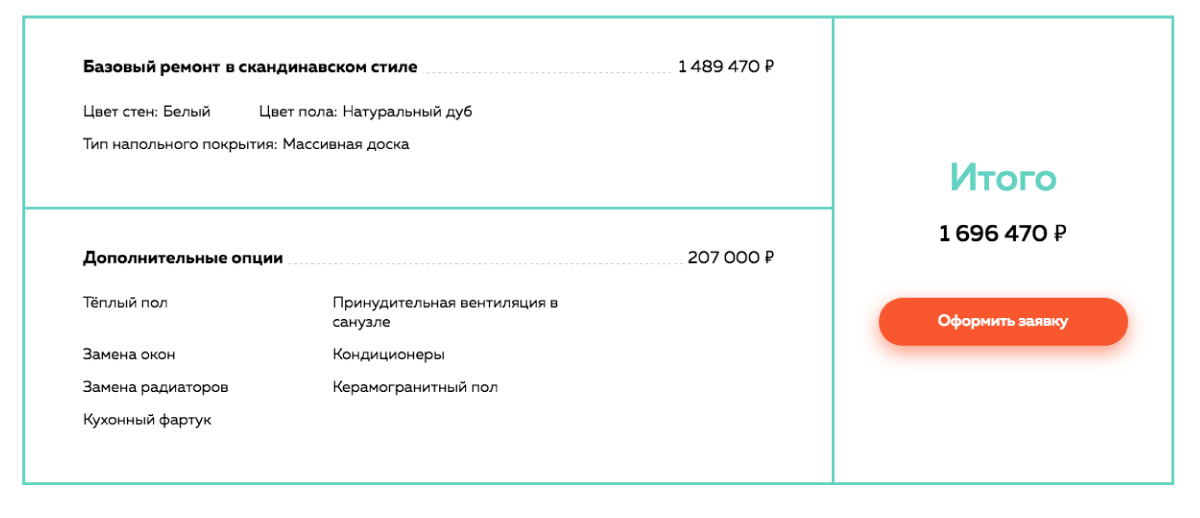 Базовый ремонт в скандинавском стиле 1 489 470 ₽
Цвет стен: Белый Цвет пола: Натуральный дуб
Тип напольного покрытия: Массивная доска
Дополнительные опции 207 000 ₽
Тёплый пол
Принудительная вентиляция в
санузле
Замена окон
Кондиционеры
Замена радиаторов
Керамогранитный пол
Кухонный фартук
Итого
1 696 470 ₽
Оформить заявку